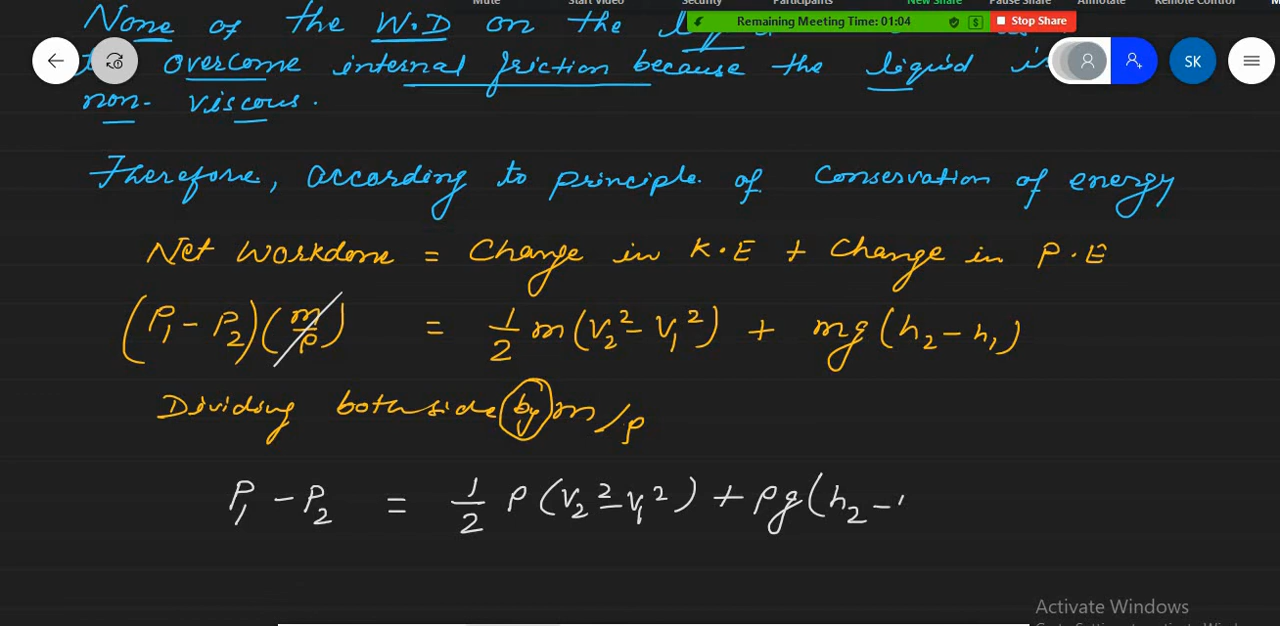 Remaining Meeting Time: 01:04 Stop Share
None of the W.D on the
overcome internal friction because the liquid is
SK
non-viscous.
Therefore, according to principle of conservation of energy
Net workdone = Change in K.E + Change in P.E
(P₁ - P₂)(m/ρ) = 1/2 m(v₂² - v₁²) + mg(h₂ - h₁)
Dividing both side by m/ρ
P₁ - P₂ = 1/2 ρ(v₂² - v₁²) + ρg(h₂ -
Activate Windows